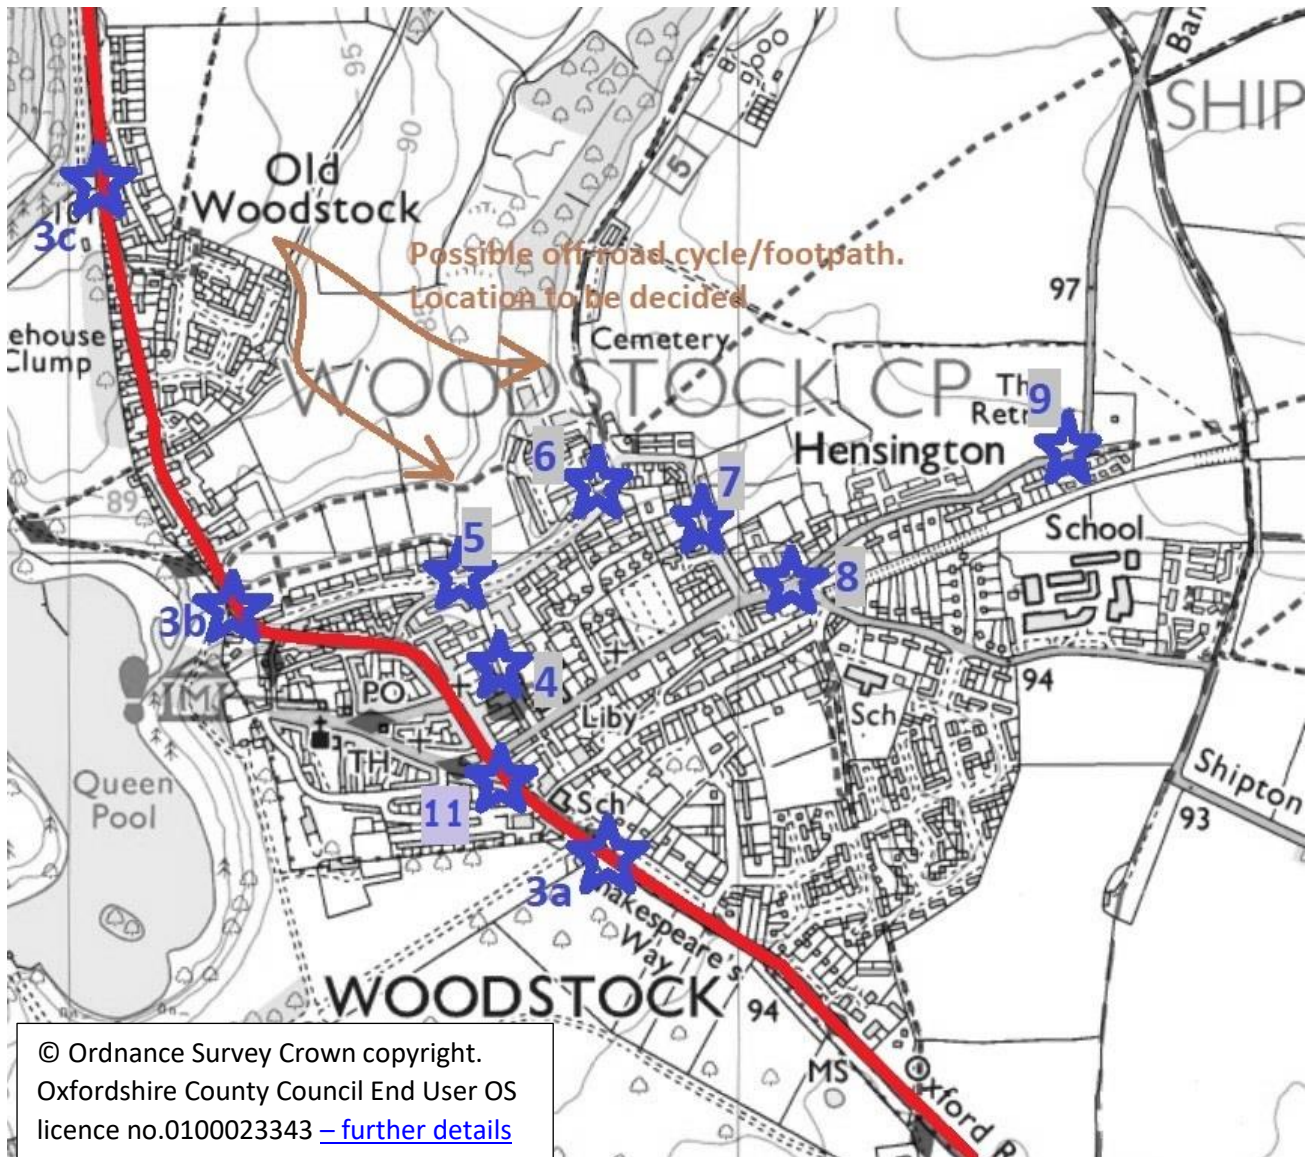 95
90
SHIP
5
Old
Woodstock
3c
Possible off-road cycle/footpath.
Location to be decided
97
85
ehouse
Clump
Cemetery
WOODSTOCK CP
9
Hensington
6
7
89
School
5
8
3b
PO
4
94
Liby
Sch
TH
Shipton
Queen
Pool
11
Sch
93
3a
Way
WOODSTOCK
94
MS
Oxford R
© Ordnance Survey Crown copyright.
Oxfordshire County Council End User OS
licence no.0100023343 – further details